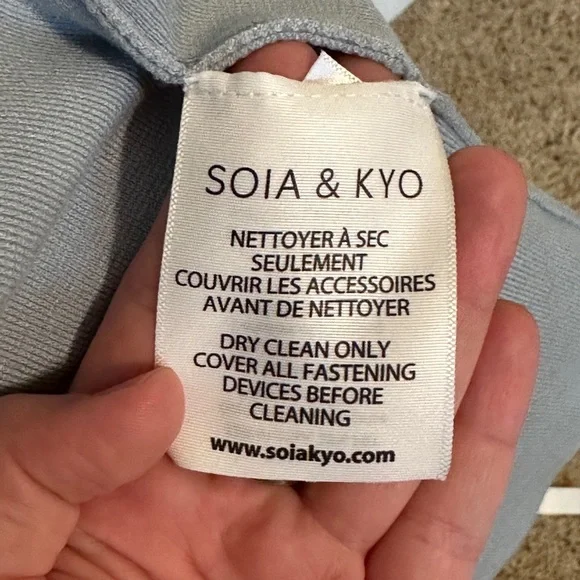 SOIA & KYO
NETTOYER À SEC
SEULEMENT
COUVRIR LES ACCESSOIRES
AVANT DE NETTOYER
DRY CLEAN ONLY
COVER ALL FASTENING
DEVICES BEFORE
CLEANING
www.soiakyo.com